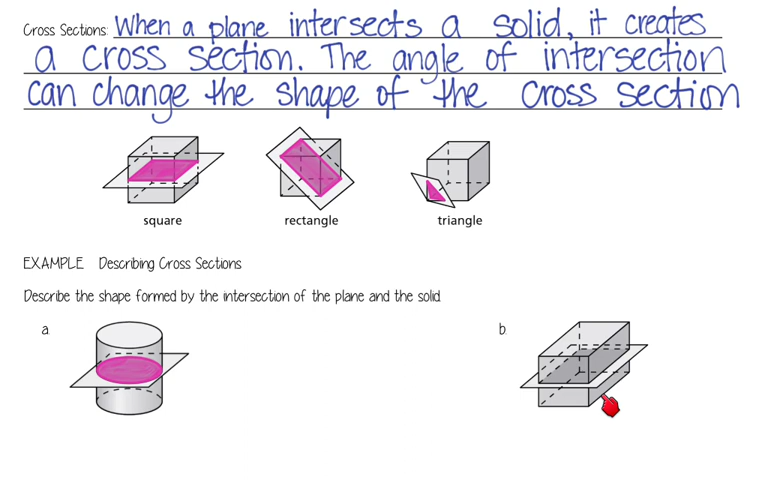 Cross Sections: When a plane intersects a solid, it creates
a cross section. The angle of intersection
can change the shape of the cross section
square rectangle triangle
EXAMPLE Describing Cross Sections
Describe the shape formed by the intersection of the plane and the solid.
a. b.